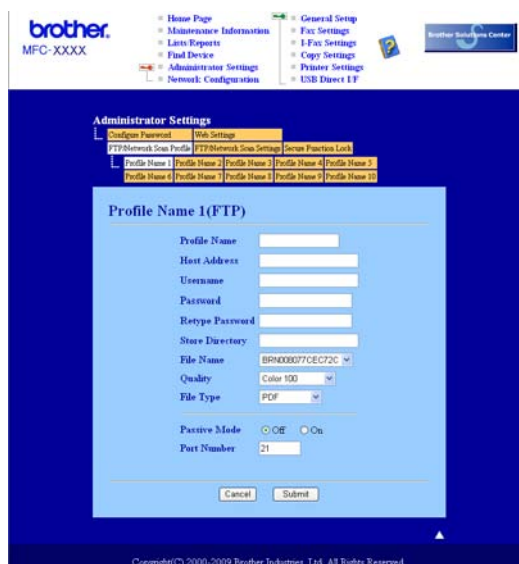 brother.
MFC-XXXX
Home Page
Maintenance Information
Lists/Reports
Find Device
Administrator Settings
Network Configuration
General Setup
Fax Settings
I-Fax Settings
Copy Settings
Printer Settings
USB Direct I/F
Brother Solutions Center
Administrator Settings
Configure Password Web Settings
FTP/Network Scan Profile FTP/Network Scan Settings Secure Function Lock
Profile Name 1 Profile Name 2 Profile Name 3 Profile Name 4 Profile Name 5
Profile Name 6 Profile Name 7 Profile Name 8 Profile Name 9 Profile Name 10
Profile Name 1(FTP)
Profile Name
Host Address
Username
Password
Retype Password
Store Directory
File Name BRN008077CEC72C
Quality Color 100
File Type PDF
Passive Mode Off On
Port Number 21
Cancel Submit
Copyright(C) 2000-2009 Brother Industries, Ltd. All Rights Reserved.